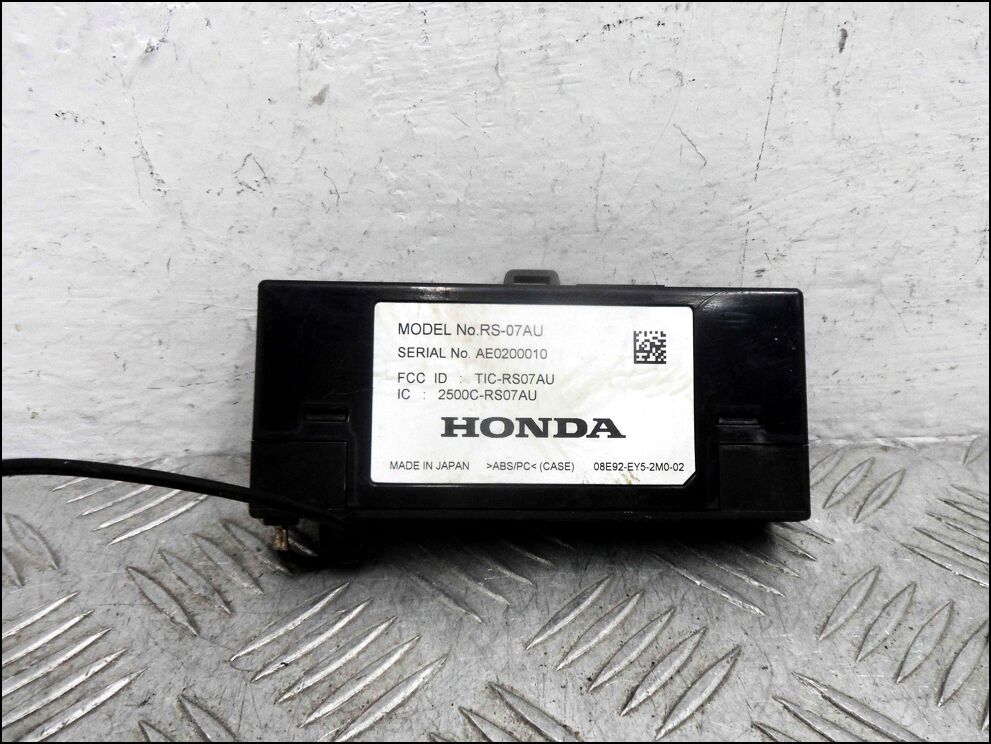 MODEL No.RS-07AU
SERIAL No. AE0200010
FCC ID : TIC-RS07AU
IC : 2500C-RS07AU
HONDA
MADE IN JAPAN >ABS/PC< (CASE) 08E92-EY5-2M0-02